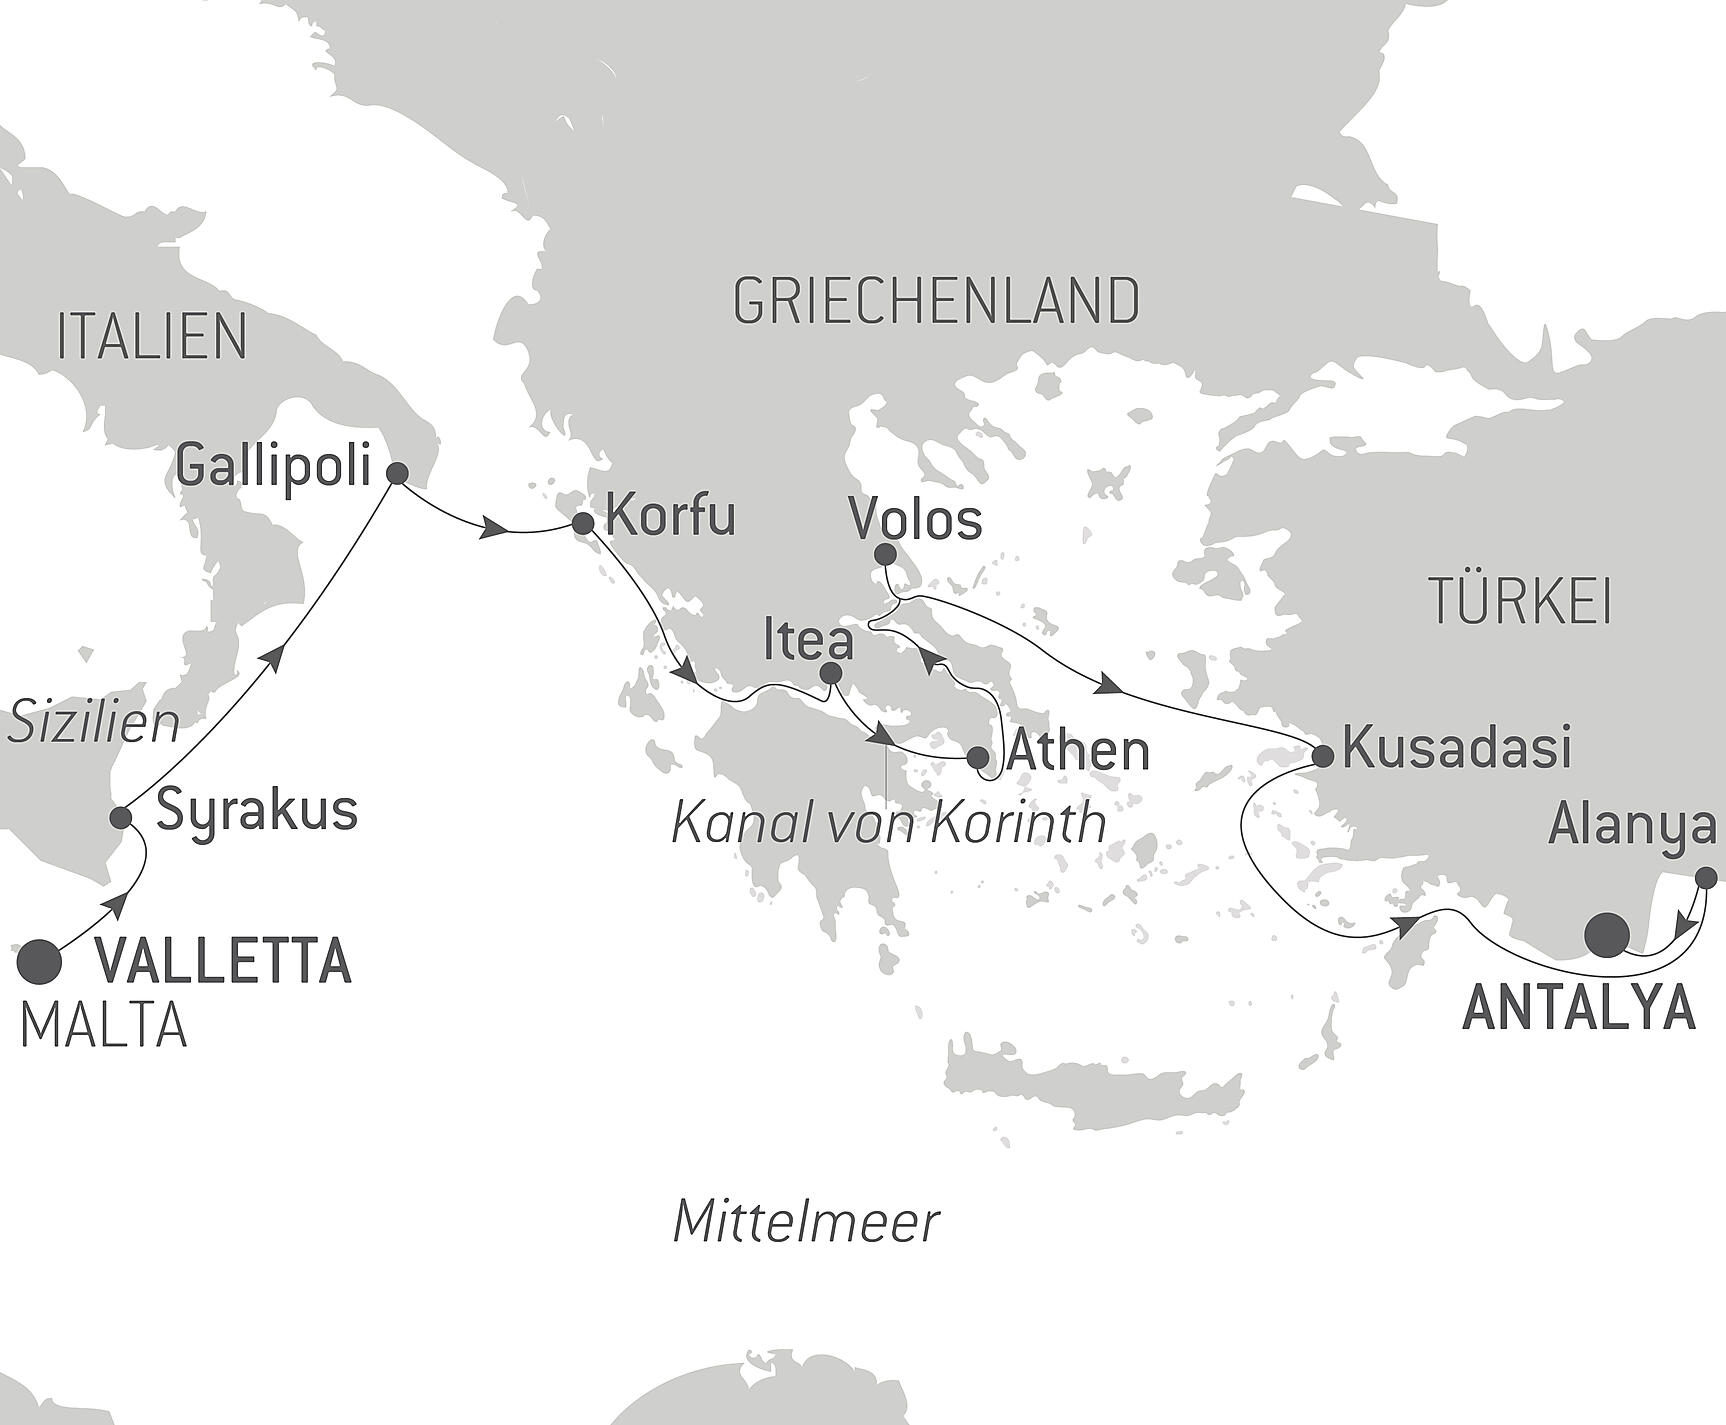 GRIECHENLAND
ITALIEN
Gallipoli
Korfu
Volos
TÜRKEI
Itea
Sizilien
Athen
Kusadasi
Syrakus
Kanal von Korinth
Alanya
VALLETTA
MALTA
ANTALYA
Mittelmeer